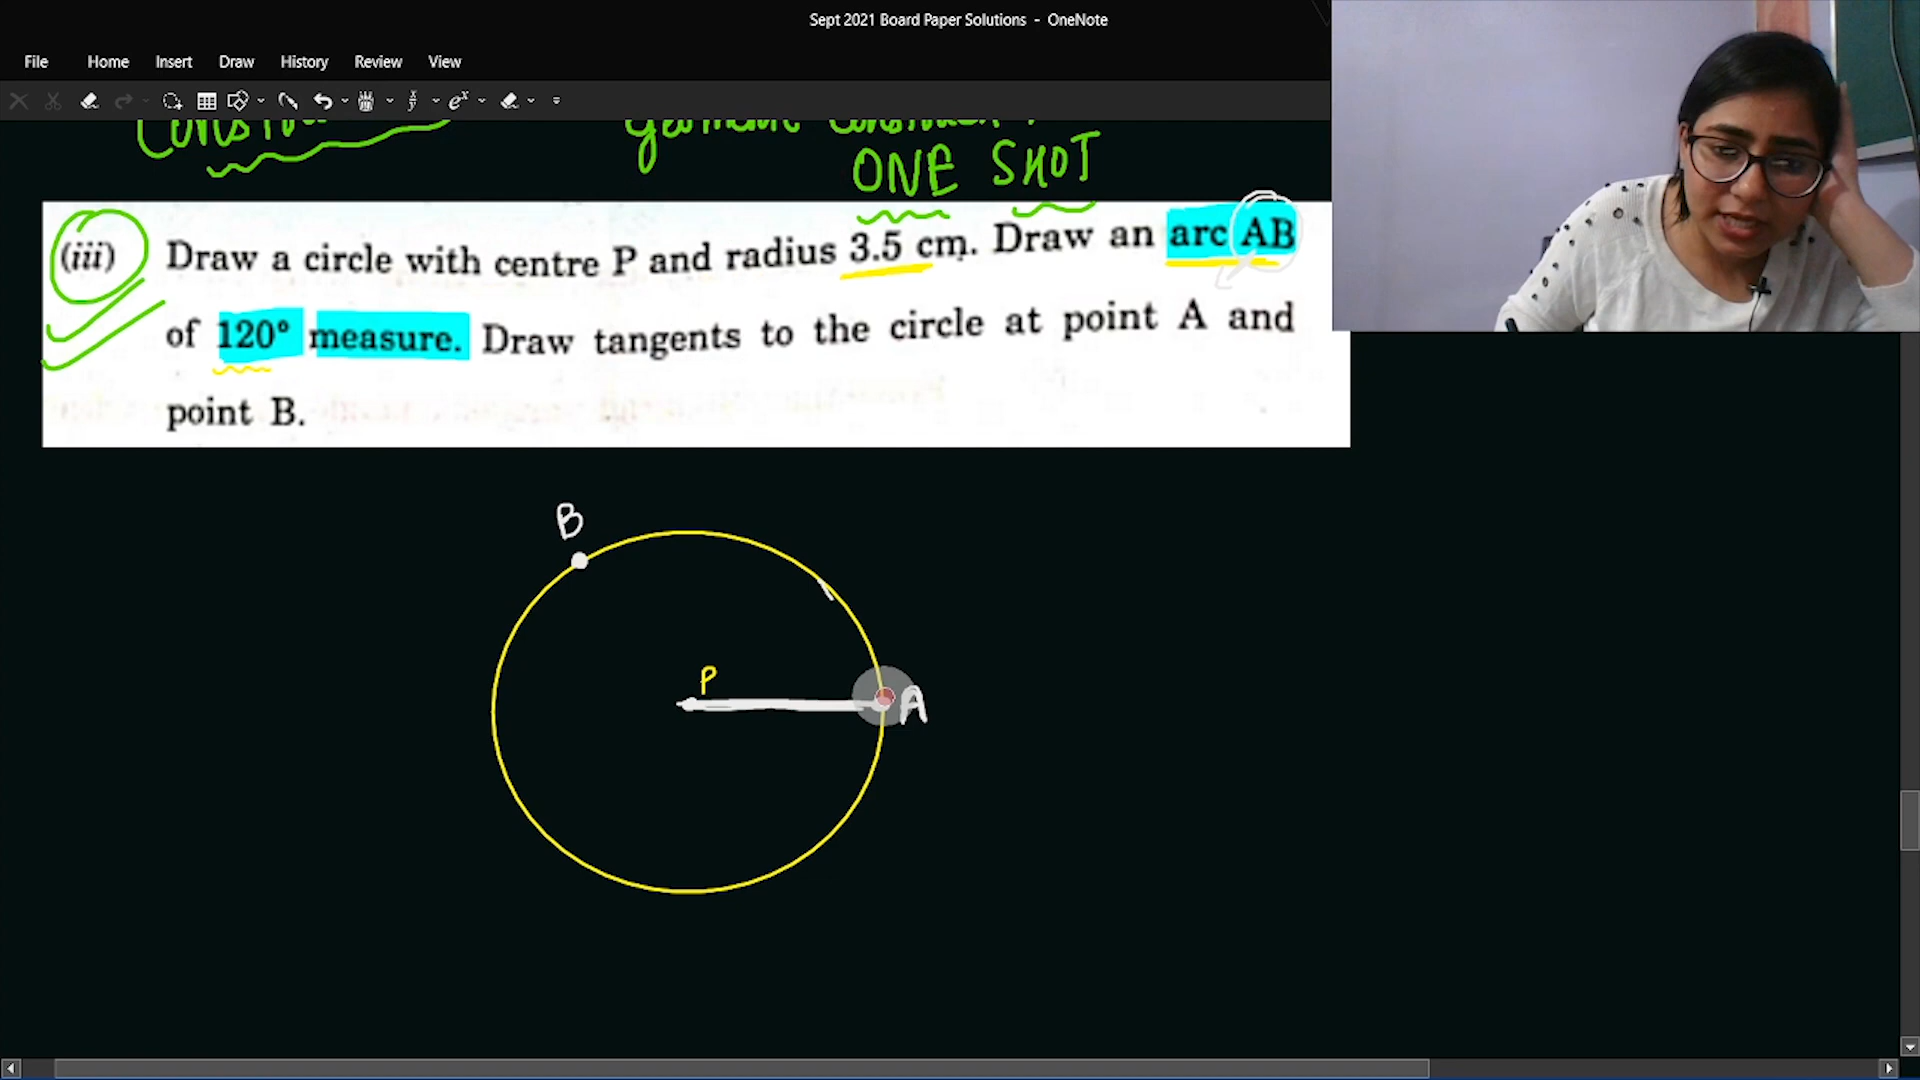 Sept 2021 Board Paper Solutions - OneNote
File Home Insert Draw History Review View
ONE SHOT
(iii) Draw a circle with centre P and radius 3.5 cm. Draw an arc AB
of 120° measure. Draw tangents to the circle at point A and
point B.
B
P
A